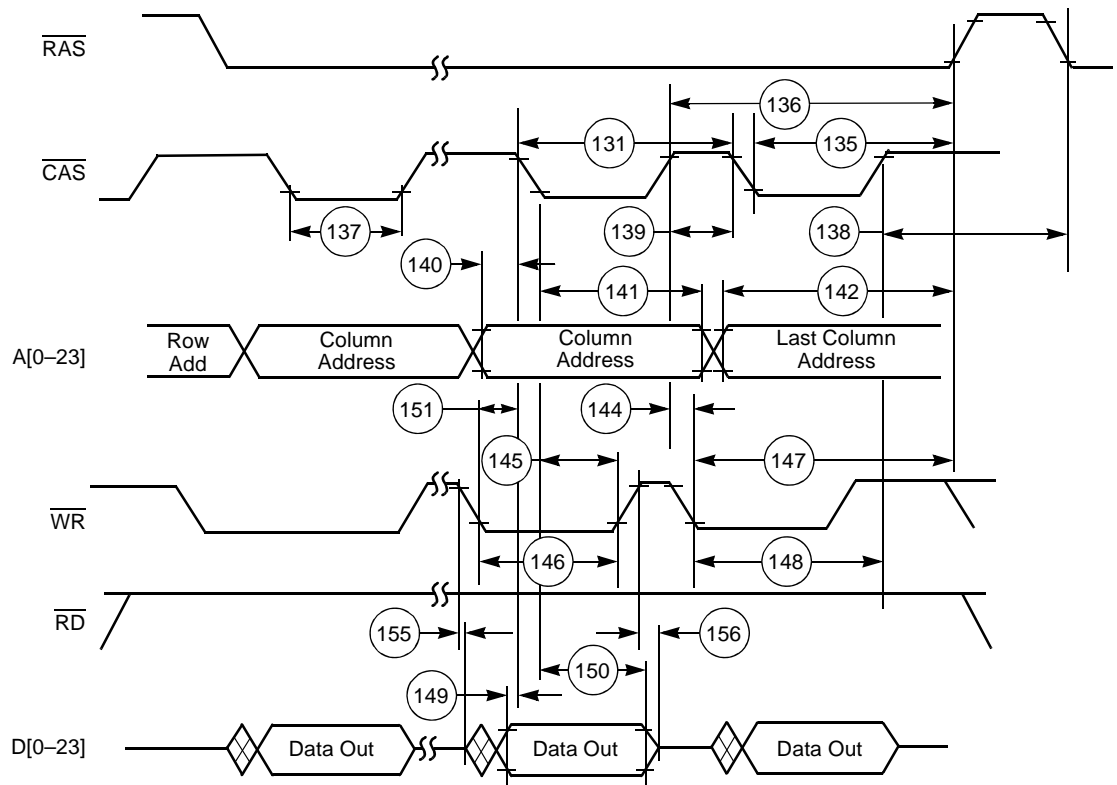 RAS
136
131
135
CAS
137
139
138
140
141
142
A[0–23]
Row
Add
Column
Address
Column
Address
Last Column
Address
151
144
145
147
WR
146
148
RD
155
156
150
149
D[0–23]
Data Out
Data Out
Data Out